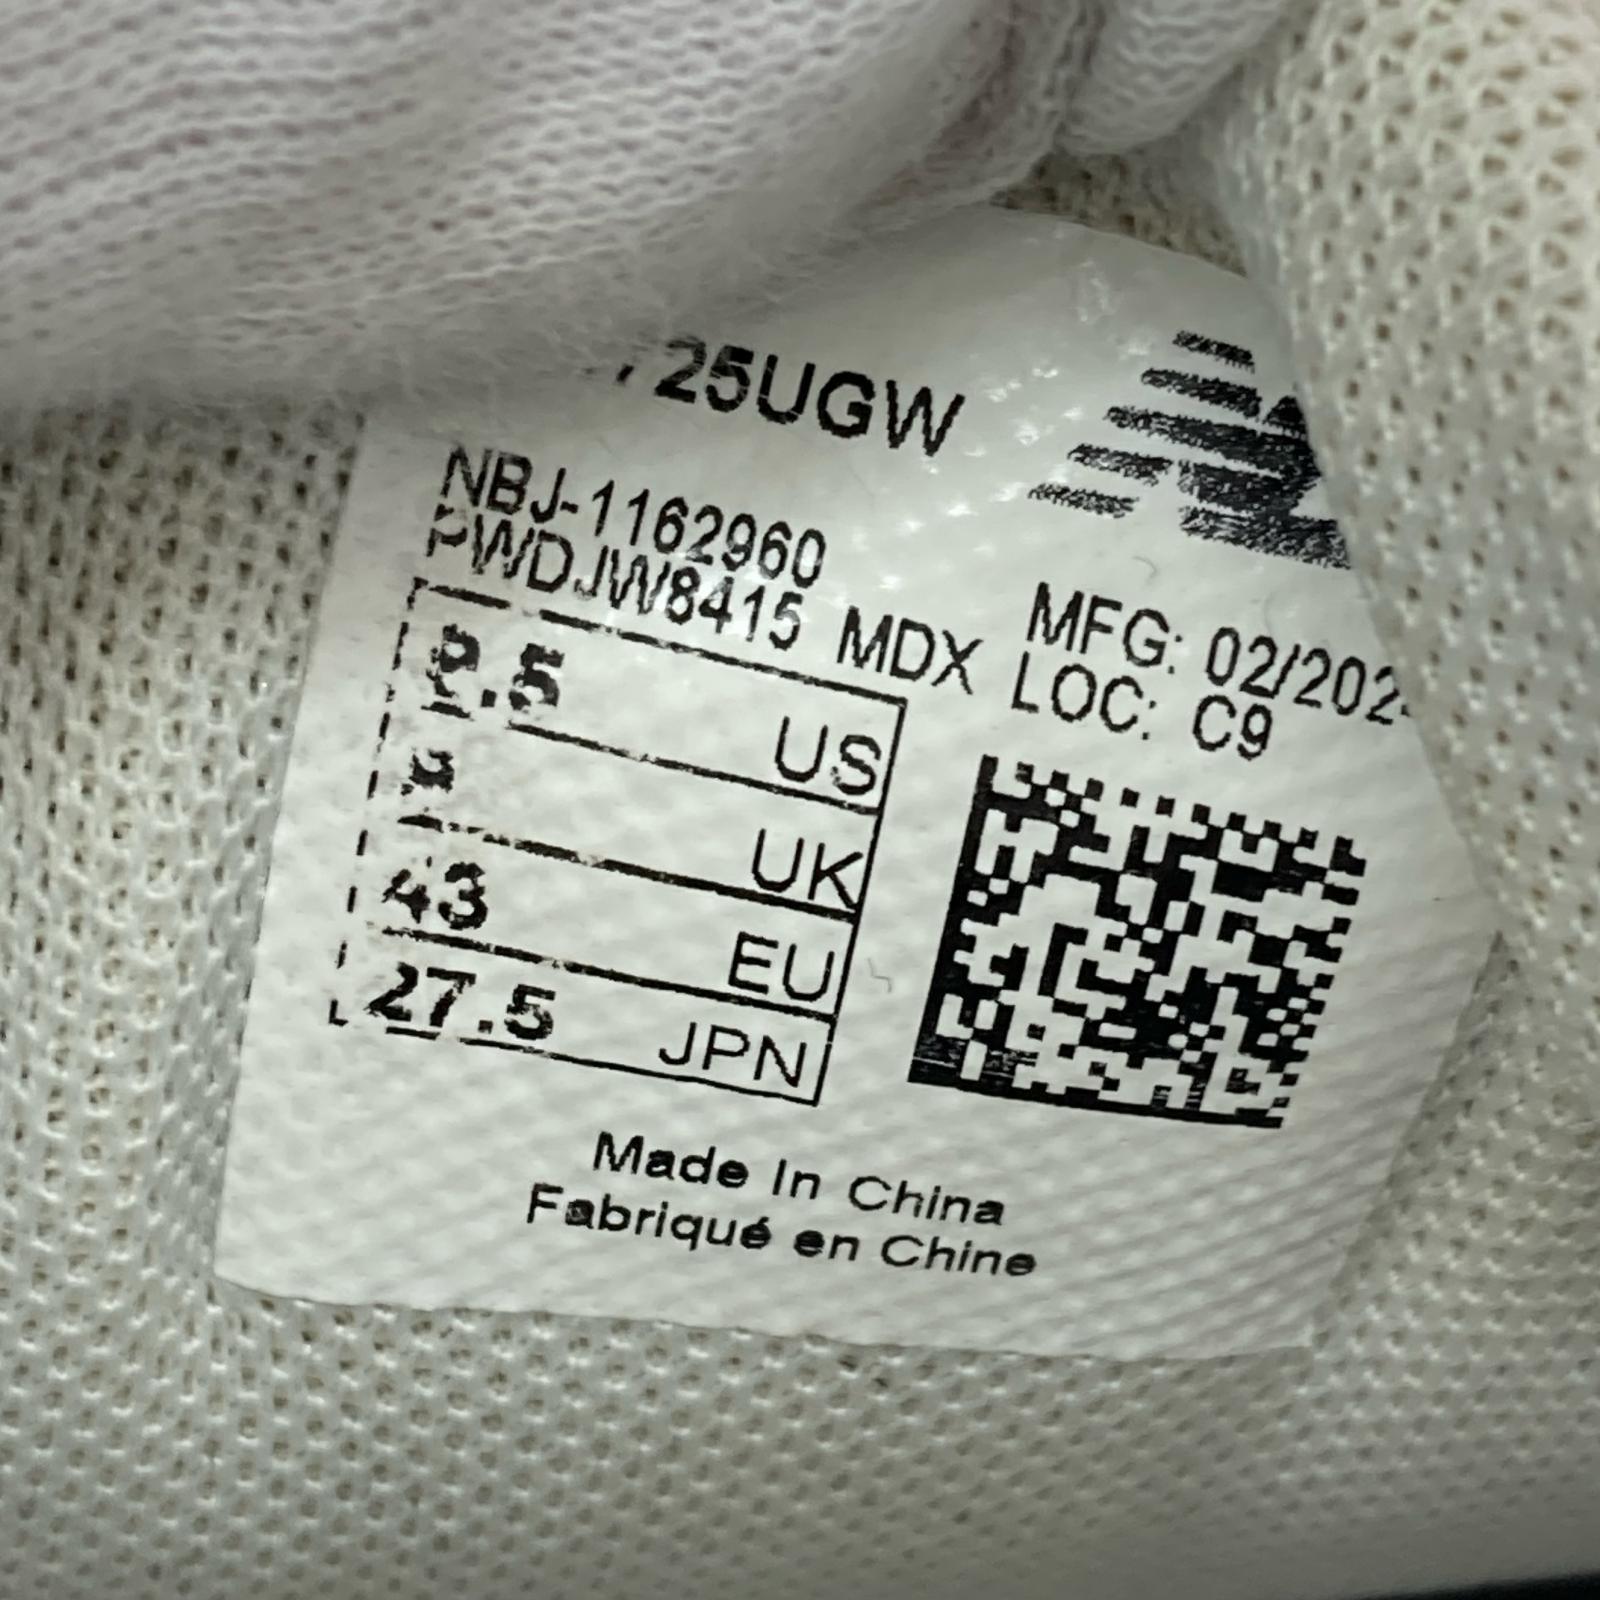 725UGW
NBJ-1162960
PWDJW8415 MDX
MFG: 02/202
LOC: C9
9.5 US
UK
43 EU
27.5 JPN
Made In China
Fabriqué en Chine